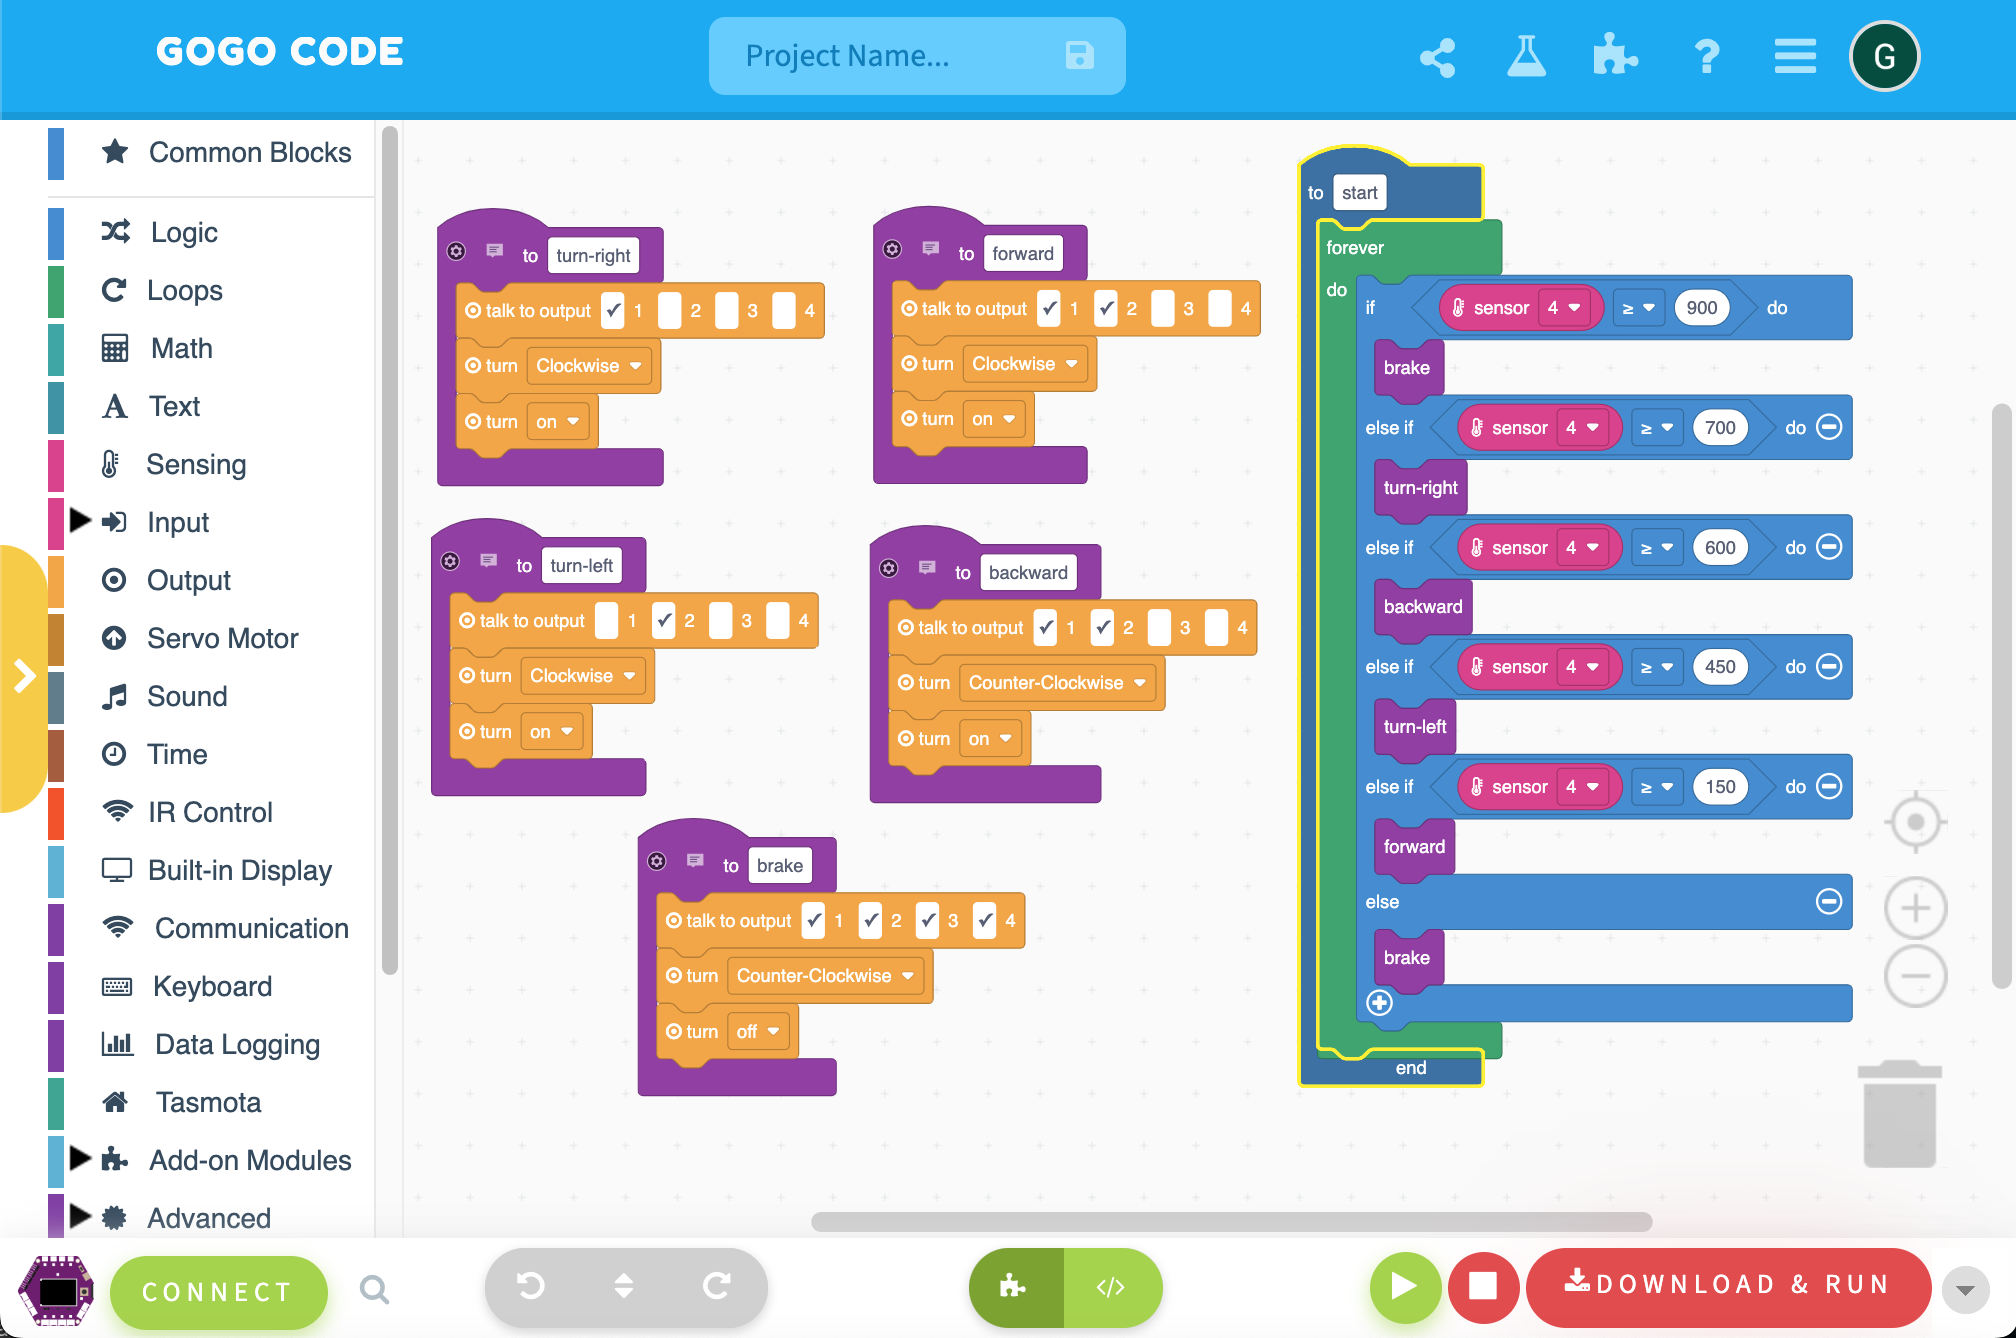 GOGO CODE
Project Name...
?
G
Common Blocks
Logic
Loops
Math
Text
Sensing
Input
Output
Servo Motor
Sound
Time
IR Control
Built-in Display
Communication
Keyboard
Data Logging
Tasmota
Add-on Modules
Advanced
to turn-right
talk to output ✓ 1 2 3 4
turn Clockwise
turn on
to forward
talk to output ✓ 1 ✓ 2 3 4
turn Clockwise
turn on
to turn-left
talk to output 1 ✓ 2 3 4
turn Clockwise
turn on
to backward
talk to output ✓ 1 ✓ 2 3 4
turn Counter-Clockwise
turn on
to brake
talk to output ✓ 1 ✓ 2 ✓ 3 ✓ 4
turn Counter-Clockwise
turn off
to start
forever
do if sensor 4 ≥ 900 do
brake
else if sensor 4 ≥ 700 do
turn-right
else if sensor 4 ≥ 600 do
backward
else if sensor 4 ≥ 450 do
turn-left
else if sensor 4 ≥ 150 do
forward
else
brake
end
CONNECT
</>
DOWNLOAD & RUN